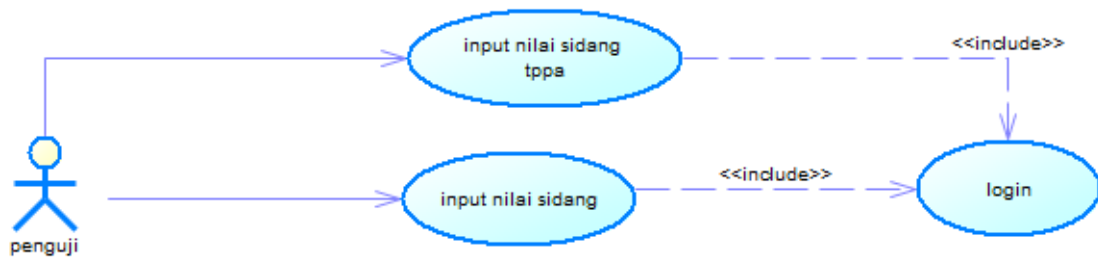 input nilai sidang
tppa
<<include>>
<<include>>
input nilai sidang
login
penguji